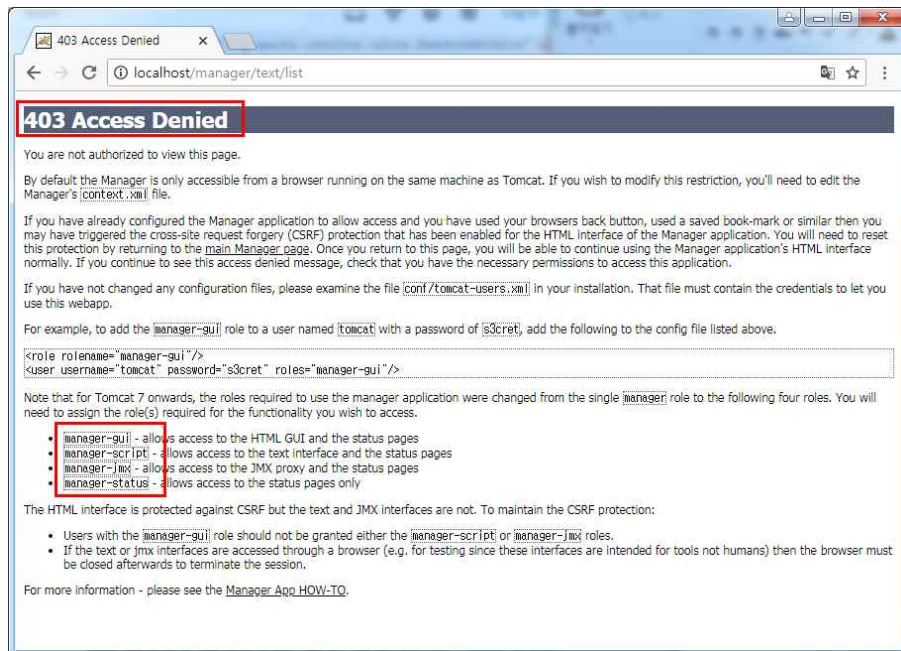 403 Access Denied
localhost/manager/text/list
403 Access Denied
You are not authorized to view this page.
By default the Manager is only accessible from a browser running on the same machine as Tomcat. If you wish to modify this restriction, you'll need to edit the
Manager's context.xml file.
If you have already configured the Manager application to allow access and you have used your browsers back button, used a saved book-mark or similar then you
may have triggered the cross-site request forgery (CSRF) protection that has been enabled for the HTML interface of the Manager application. You will need to reset
this protection by returning to the main Manager page. Once you return to this page, you will be able to continue using the Manager application's HTML interface
normally. If you continue to see this access denied message, check that you have the necessary permissions to access this application.
If you have not changed any configuration files, please examine the file conf/tomcat-users.xml in your installation. That file must contain the credentials to let you
use this webapp.
For example, to add the manager-gui role to a user named tomcat with a password of s3cret, add the following to the config file listed above.
<role rolename="manager-gui"/>
<user username="tomcat" password="s3cret" roles="manager-gui"/>
Note that for Tomcat 7 onwards, the roles required to use the manager application were changed from the single manager role to the following four roles. You will
need to assign the role(s) required for the functionality you wish to access.
• manager-gui - allows access to the HTML GUI and the status pages
• manager-script - allows access to the text interface and the status pages
• manager-jmx - allows access to the JMX proxy and the status pages
• manager-status - allows access to the status pages only
The HTML interface is protected against CSRF but the text and JMX interfaces are not. To maintain the CSRF protection:
• Users with the manager-gui role should not be granted either the manager-script or manager-jmx roles.
• If the text or jmx interfaces are accessed through a browser (e.g. for testing since these interfaces are intended for tools not humans) then the browser must
be closed afterwards to terminate the session.
For more information - please see the Manager App HOW-TO.